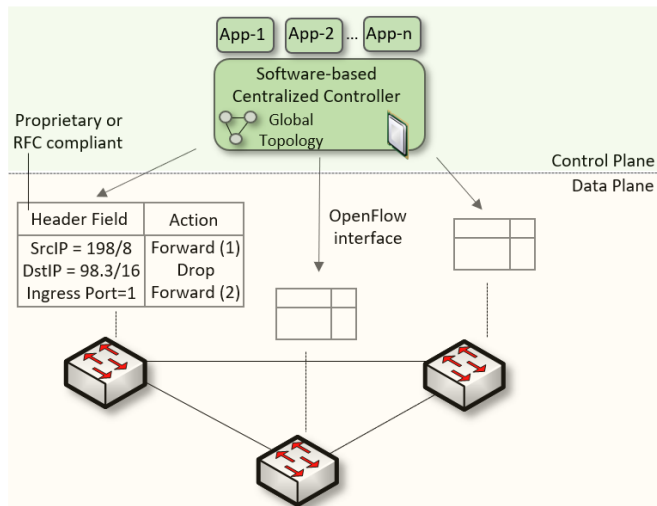 App-1 App-2 ... App-n
Software-based
Centralized Controller
Global
Topology
Proprietary or
RFC compliant
Control Plane
Data Plane
Header Field Action
SrcIP = 198/8 Forward (1)
DstIP = 98.3/16 Drop
Ingress Port=1 Forward (2)
OpenFlow
interface